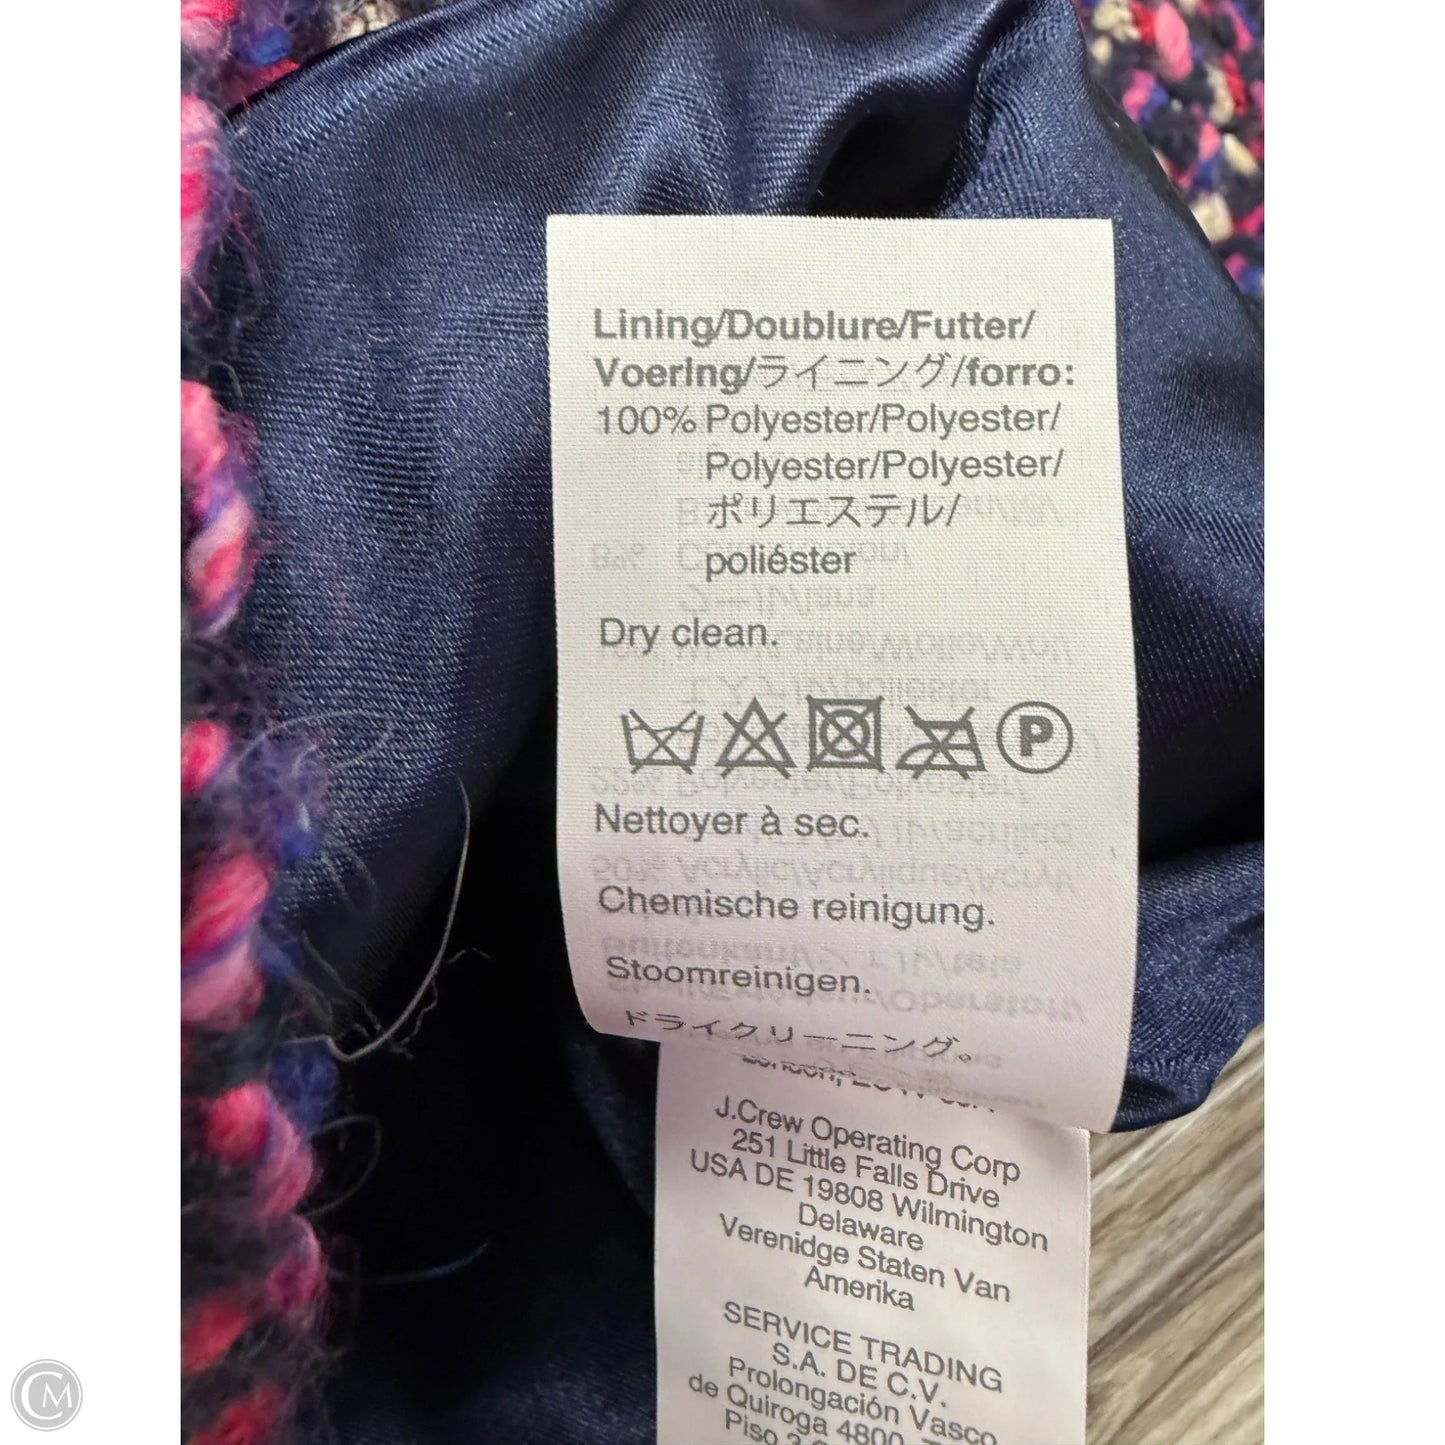 Lining/Doublure/Futter/
Voering/ライニング/forro:
100% Polyester/Polyester/
Polyester/Polyester/
ポリエステル/
poliéster
Dry clean.
P
Nettoyer à sec.
Chemische reinigung.
Stoomreinigen.
ドライクリーニング。
London,
J.Crew Operating Corp
251 Little Falls Drive
USA DE 19808 Wilmington
Delaware
Verenidge Staten Van
Amerika
SERVICE TRADING
S.A. DE C.V.
Prolongación Vasco
de Quiroga 4800
Piso
CM